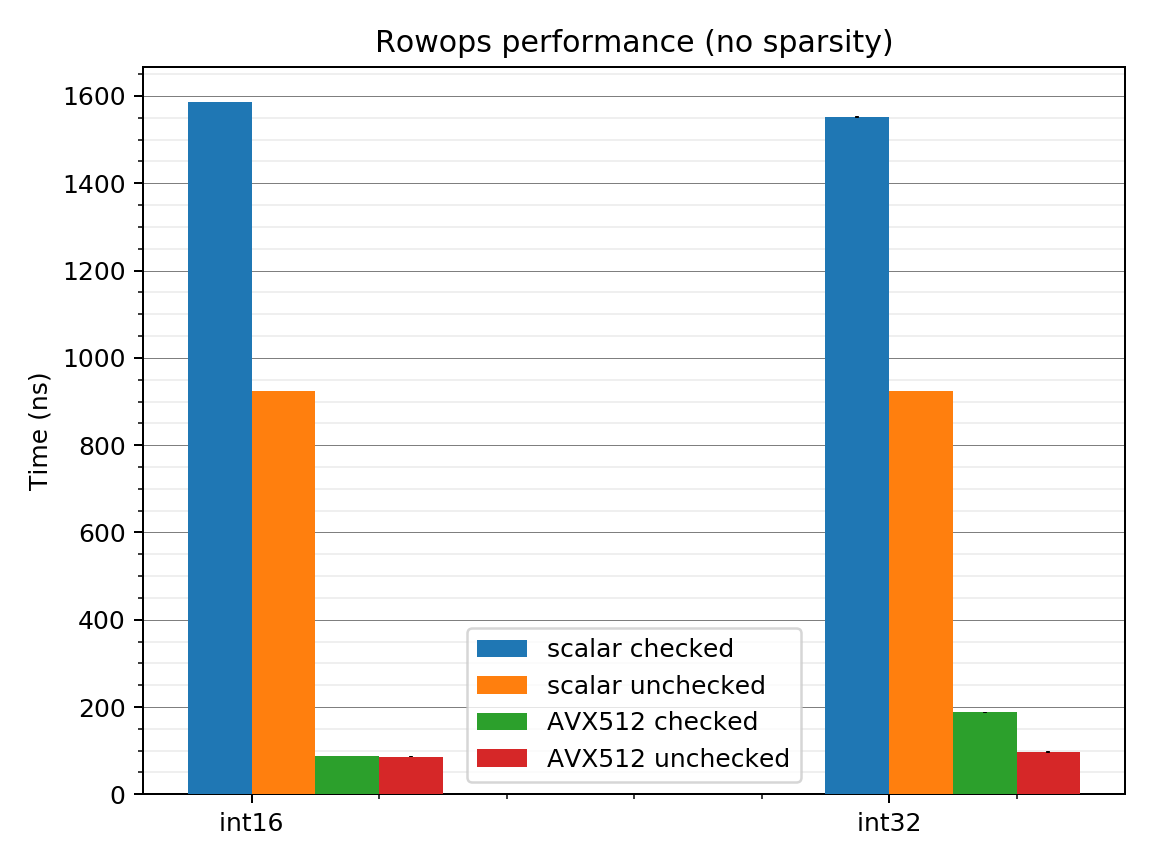 Rowops performance (no sparsity)
Time (ns)
1600
1400
1200
1000
800
600
400
200
0
scalar checked
scalar unchecked
AVX512 checked
AVX512 unchecked
int16
int32